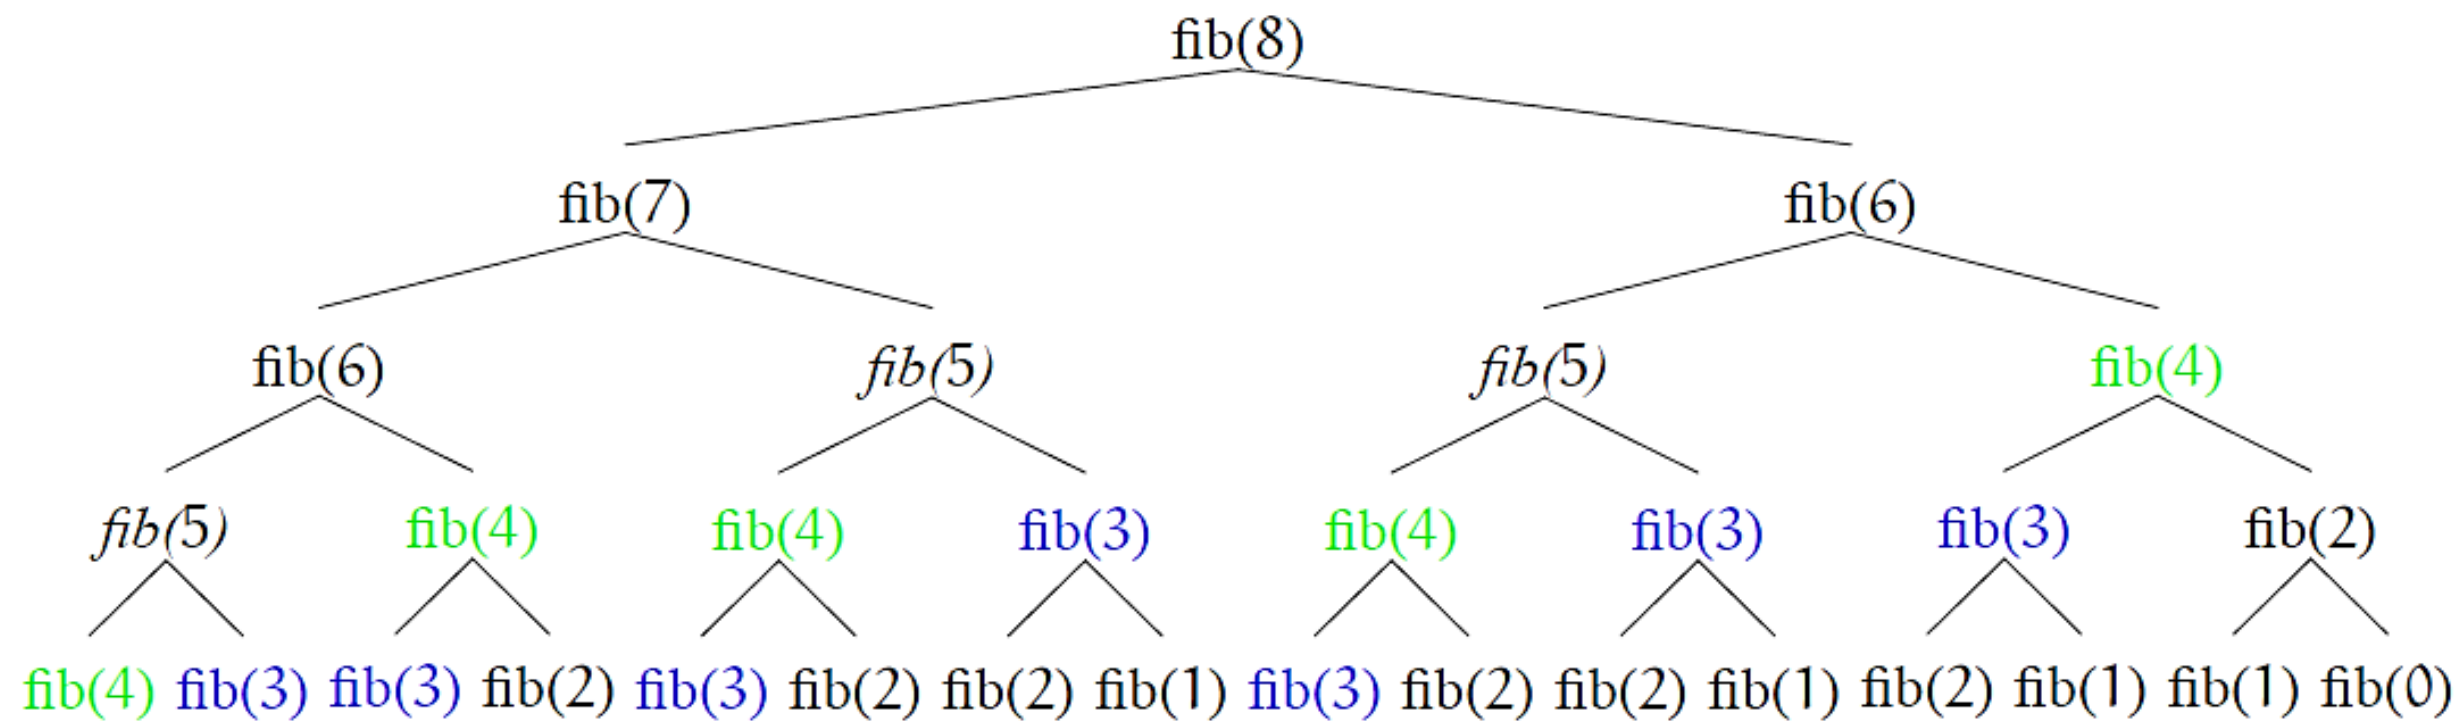 fib(8)
fib(7) fib(6)
fib(6) fib(5) fib(5) fib(4)
fib(5) fib(4) fib(4) fib(3) fib(4) fib(3) fib(3) fib(2)
fib(4) fib(3) fib(3) fib(2) fib(3) fib(2) fib(2) fib(1) fib(3) fib(2) fib(2) fib(1) fib(2) fib(1) fib(1) fib(0)